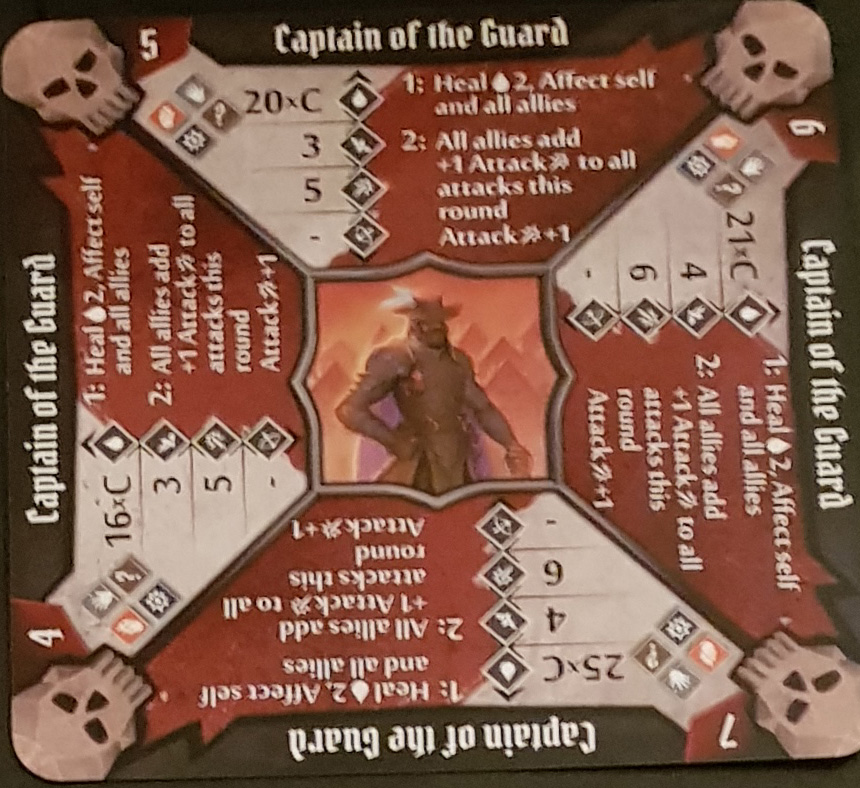 5
Captain of the Guard
20×C
3
5
-
1: Heal 2, Affect self
and all allies
2: All allies add
+1 Attack to all
attacks this
round
Attack +1
6
Captain of the Guard
21×C
4
6
-
1: Heal 2, Affect self
and all allies
2: All allies add
+1 Attack to all
attacks this
round
Attack +1
7
Captain of the Guard
25×C
4
6
-
1: Heal 2, Affect self
and all allies
2: All allies add
+1 Attack to all
attacks this
round
Attack +1
4
Captain of the Guard
16×C
3
5
-
1: Heal 2, Affect self
and all allies
2: All allies add
+1 Attack to all
attacks this
round
Attack +1